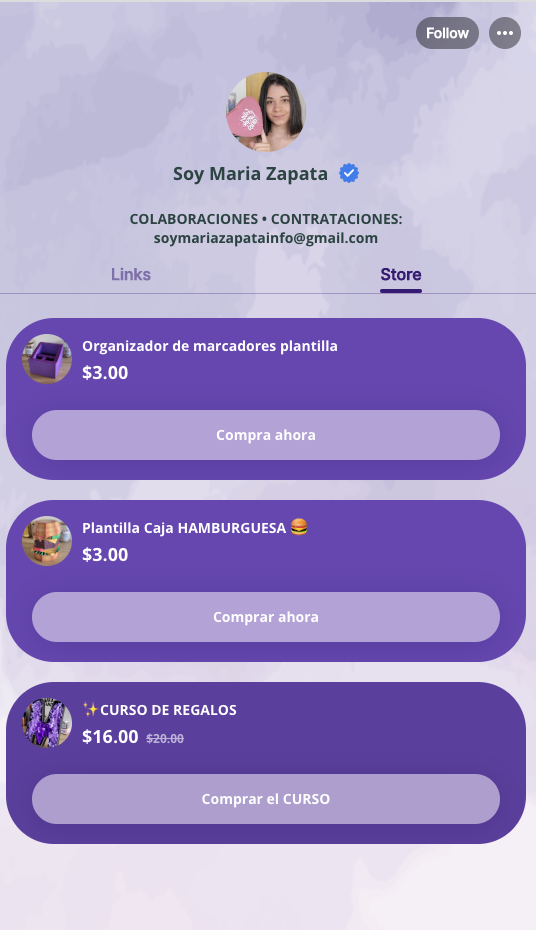 Follow
Soy Maria Zapata
COLABORACIONES • CONTRATACIONES:
soymariazapatainfo@gmail.com
Links
Store
Organizador de marcadores plantilla
$3.00
Compra ahora
Plantilla Caja HAMBURGUESA 🍔
$3.00
Comprar ahora
✨CURSO DE REGALOS
$16.00 $20.00
Comprar el CURSO